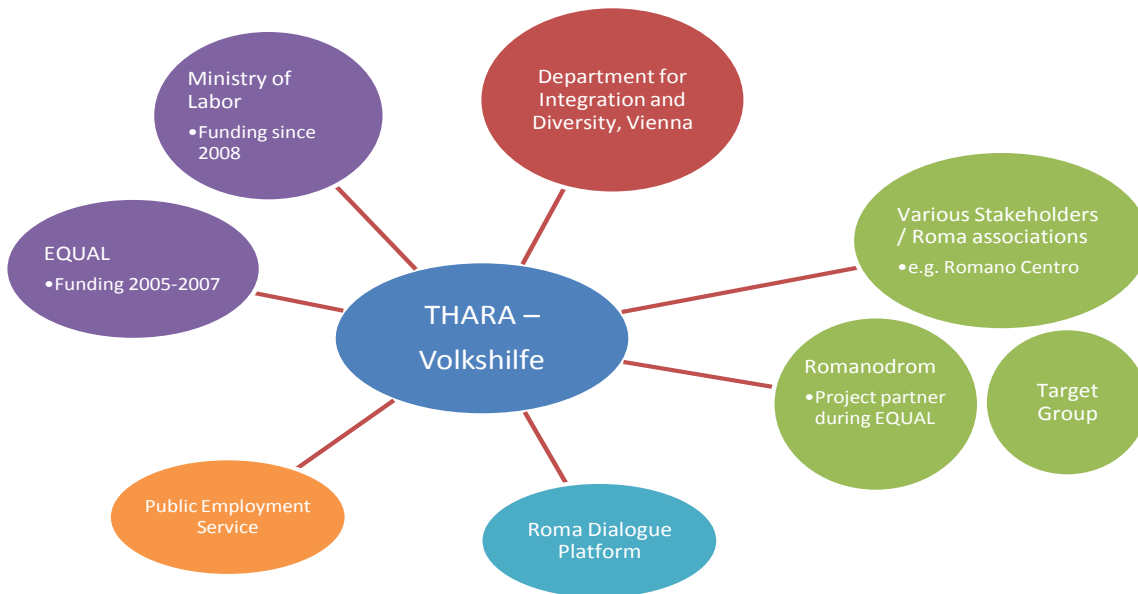 Ministry of
Labor
•Funding since
2008
Department for
Integration and
Diversity, Vienna
EQUAL
•Funding 2005-2007
Various Stakeholders
/ Roma associations
•e.g. Romano Centro
THARA –
Volkshilfe
Romanodrom
•Project partner
during EQUAL
Target
Group
Public Employment
Service
Roma Dialogue
Platform